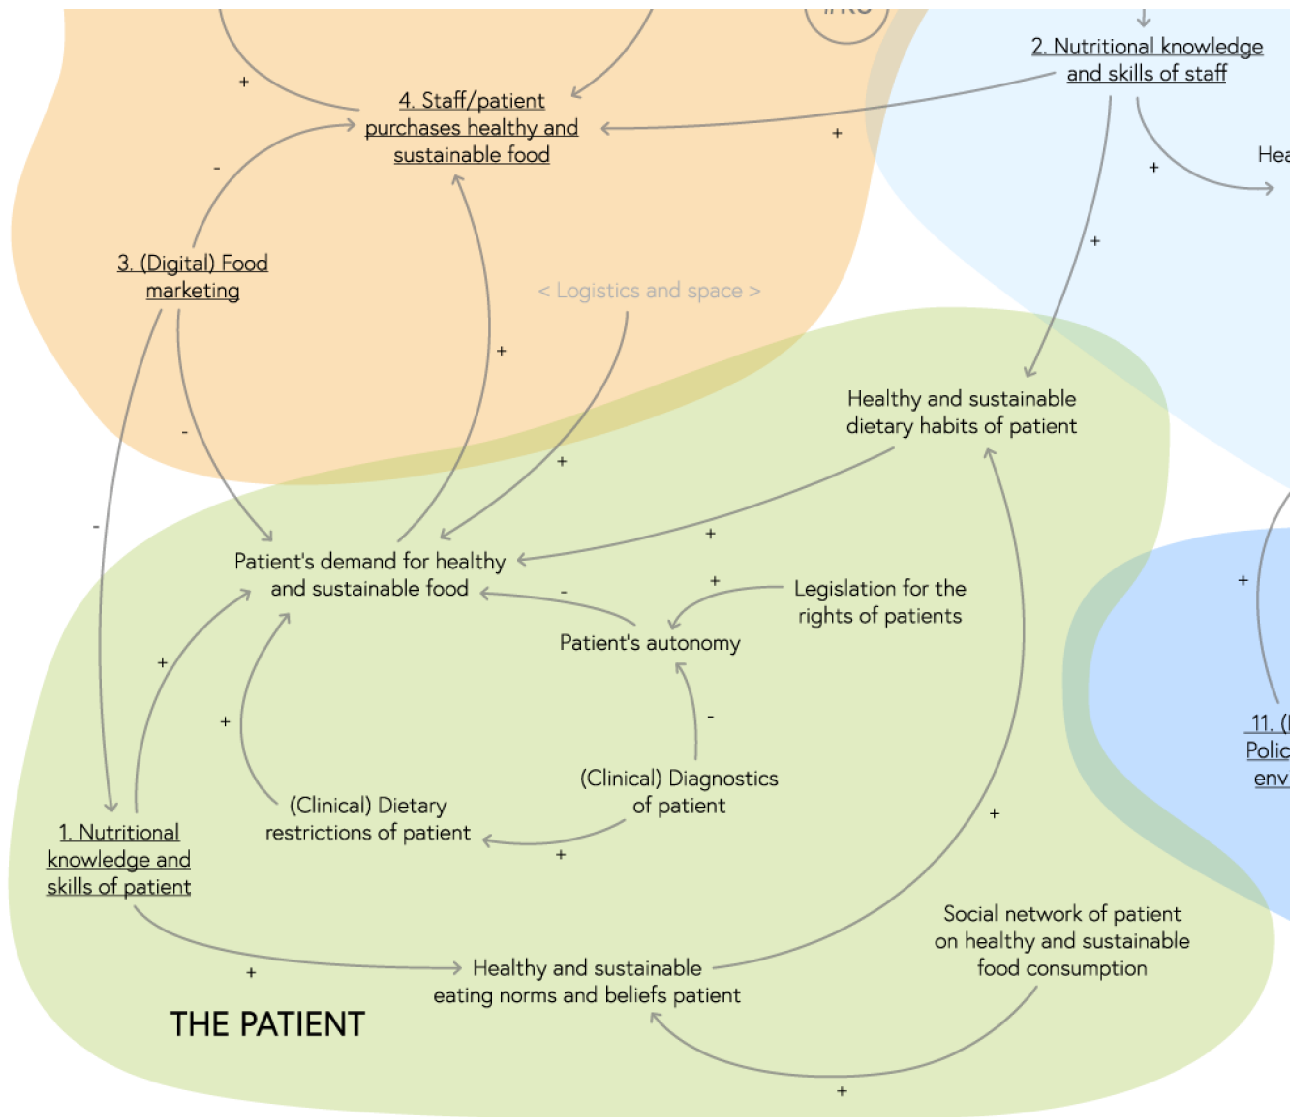 2. Nutritional knowledge
and skills of staff
+
4. Staff/patient
purchases healthy and
sustainable food
+
+
-
+
3. (Digital) Food
marketing
< Logistics and space >
+
+
-
+
-
Healthy and sustainable
dietary habits of patient
+
Patient's demand for healthy
and sustainable food
-
+
Legislation for the
rights of patients
+
Patient's autonomy
+
+
-
(Clinical) Diagnostics
of patient
(Clinical) Dietary
restrictions of patient
+
+
1. Nutritional
knowledge and
skills of patient
11.
Social network of patient
on healthy and sustainable
food consumption
+
Healthy and sustainable
eating norms and beliefs patient
THE PATIENT
+